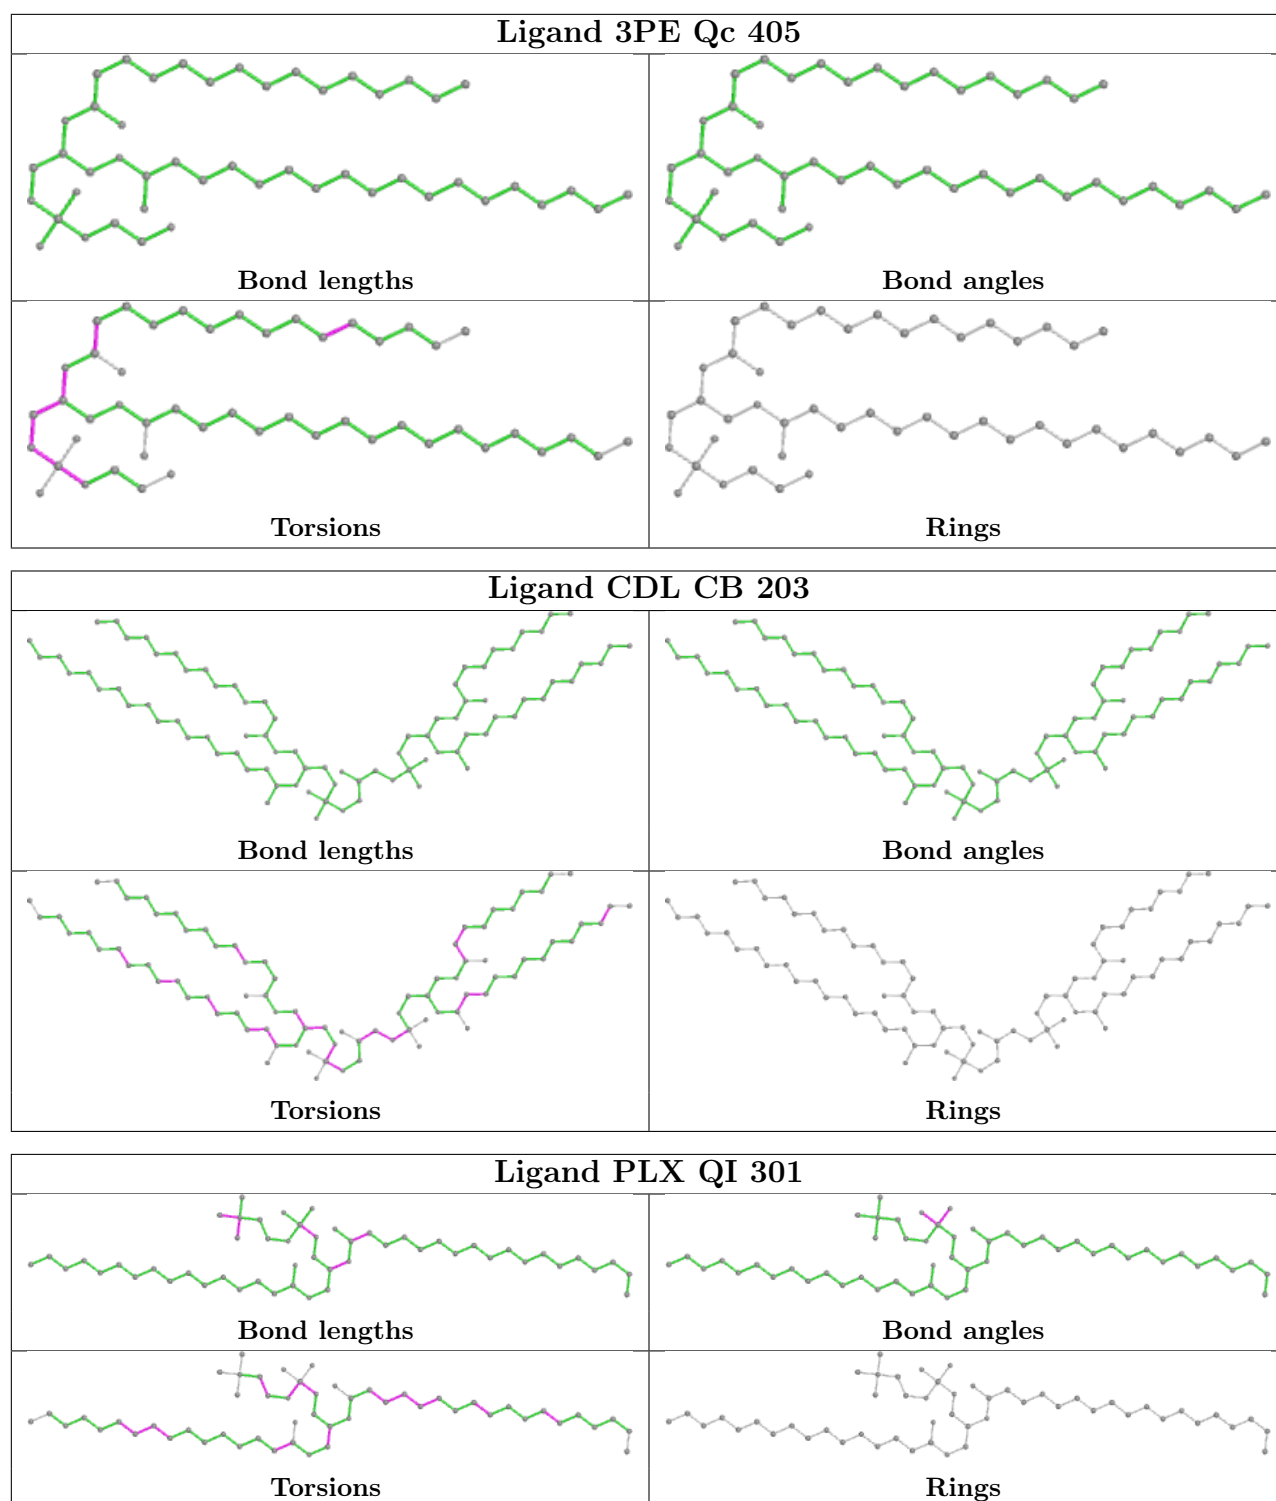 Ligand 3PE Qc 405
Bond lengths
Bond angles
Torsions
Rings
Ligand CDL CB 203
Bond lengths
Bond angles
Torsions
Rings
Ligand PLX QI 301
Bond lengths
Bond angles
Torsions
Rings